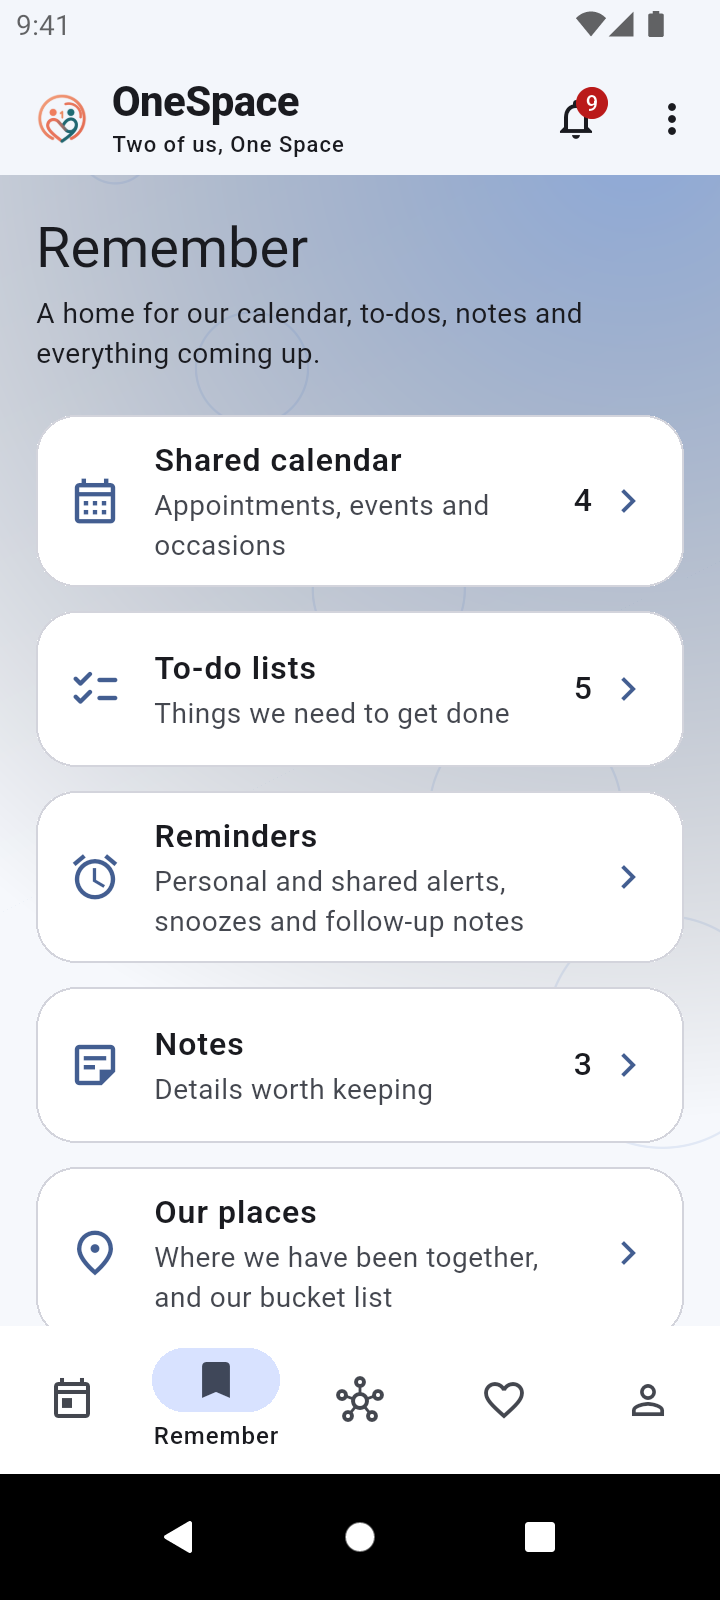 9:41
OneSpace
9
Two of us, One Space
Remember
A home for our calendar, to-dos, notes and
everything coming up.
Shared calendar
Appointments, events and
occasions
4
To-do lists
Things we need to get done
5
Reminders
Personal and shared alerts,
snoozes and follow-up notes
Notes
Details worth keeping
3
Our places
Where we have been together,
and our bucket list
Remember